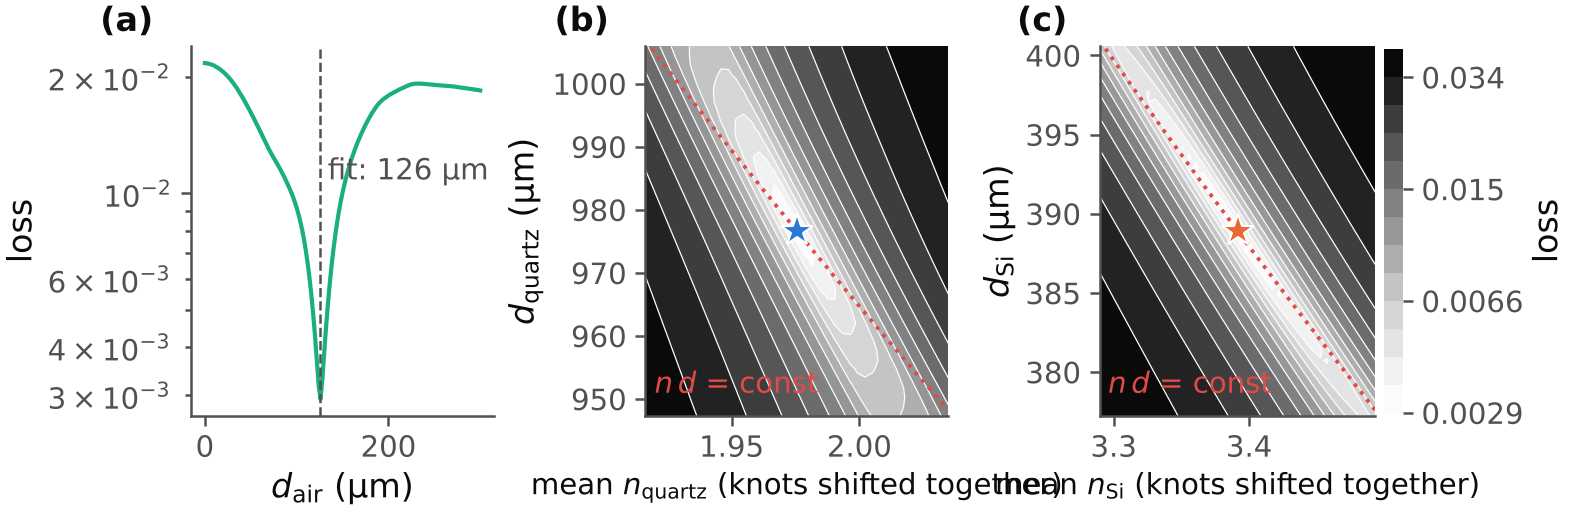 (a)
loss
2 × 10⁻²
10⁻²
6 × 10⁻³
4 × 10⁻³
3 × 10⁻³
fit: 126 µm
0
200
d_air (µm)
(b)
d_quartz (µm)
1000
990
980
970
960
950
n d = const
1.95
2.00
mean n_quartz (knots shifted together)
(c)
d_Si (µm)
400
395
390
385
380
n d = const
3.3
3.4
mean n_Si (knots shifted together)
0.034
0.015
0.0066
0.0029
loss